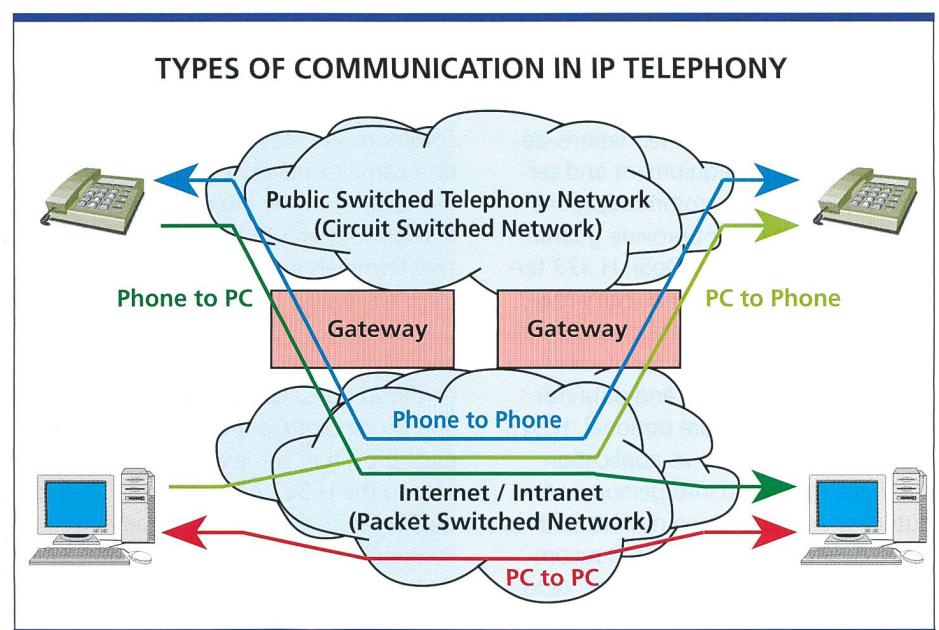 TYPES OF COMMUNICATION IN IP TELEPHONY
Public Switched Telephony Network
(Circuit Switched Network)
Phone to PC
PC to Phone
Gateway
Gateway
Phone to Phone
Internet / Intranet
(Packet Switched Network)
PC to PC